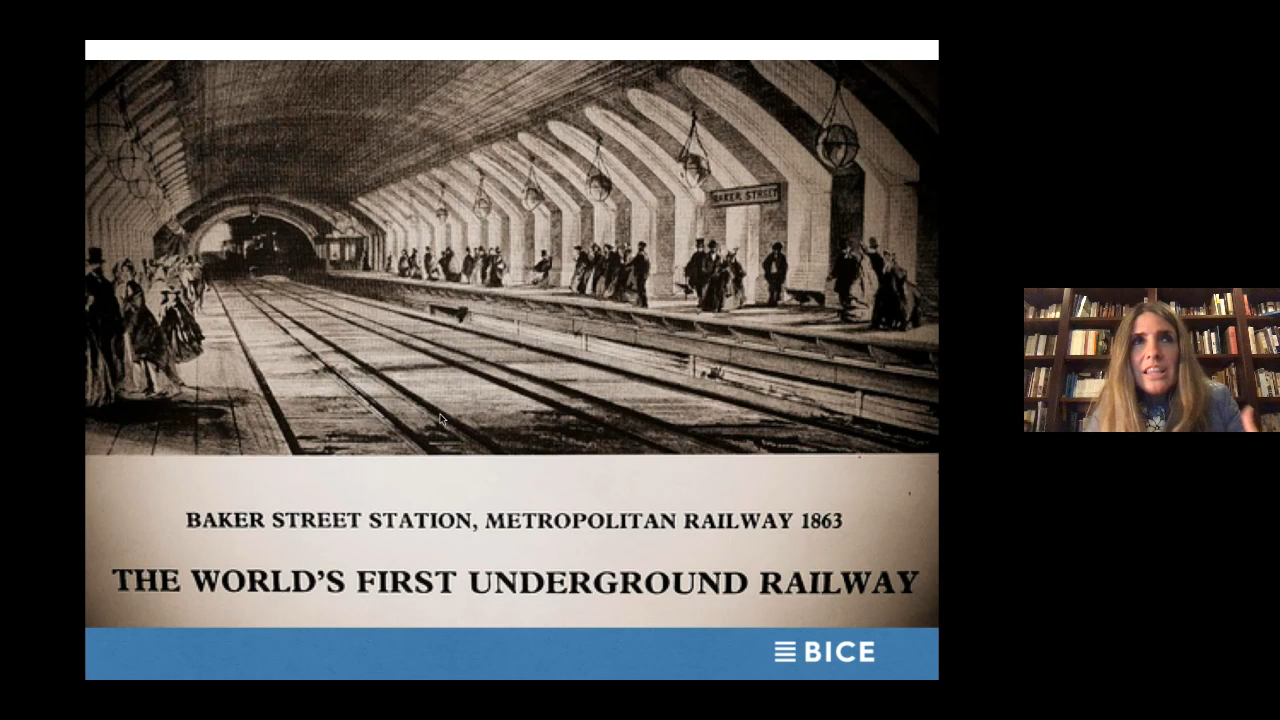 BAKER STREET
BAKER STREET STATION, METROPOLITAN RAILWAY 1863
THE WORLD'S FIRST UNDERGROUND RAILWAY
BICE